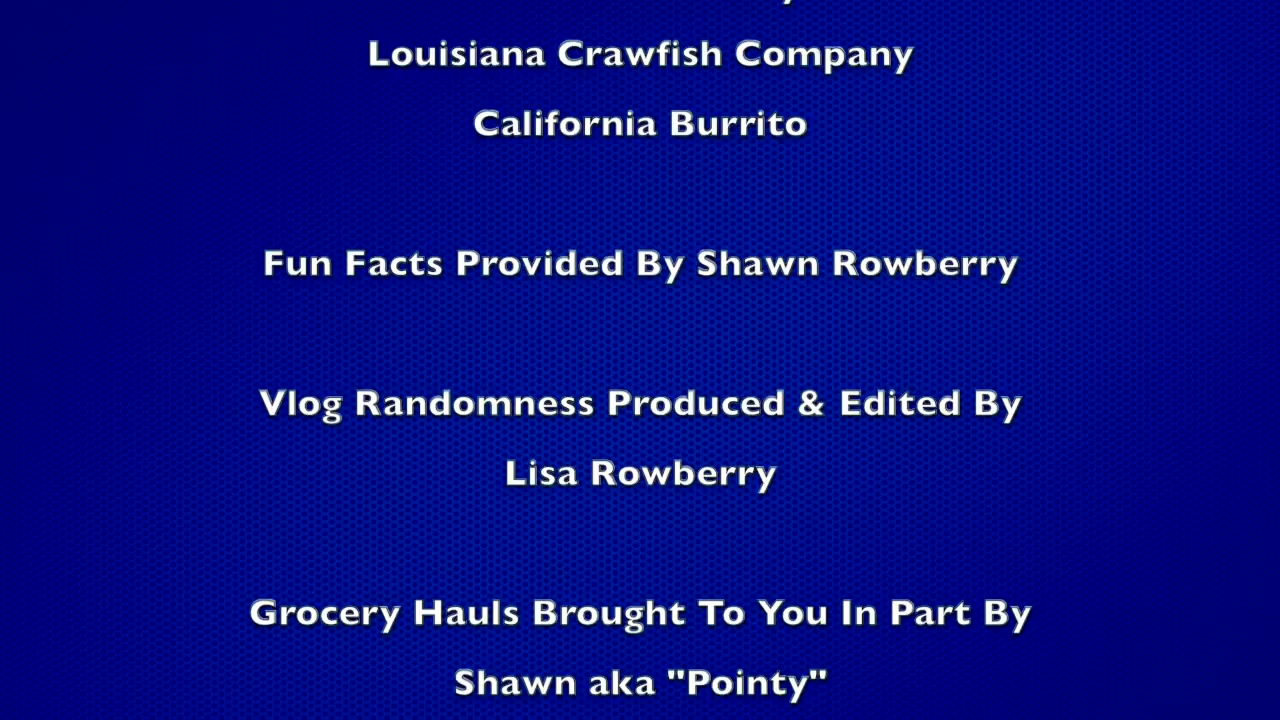 Louisiana Crawfish Company
California Burrito
Fun Facts Provided By Shawn Rowberry
Vlog Randomness Produced & Edited By
Lisa Rowberry
Grocery Hauls Brought To You In Part By
Shawn aka "Pointy"